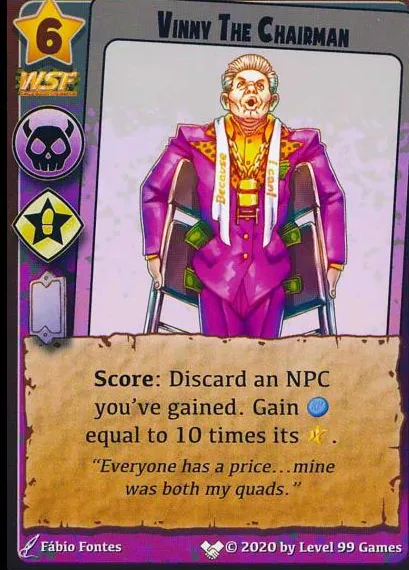 6
VINNY THE CHAIRMAN
WSF
Because I can!
Score: Discard an NPC
you've gained. Gain
equal to 10 times its .
“Everyone has a price...mine
was both my quads.”
Fábio Fontes
© 2020 by Level 99 Games